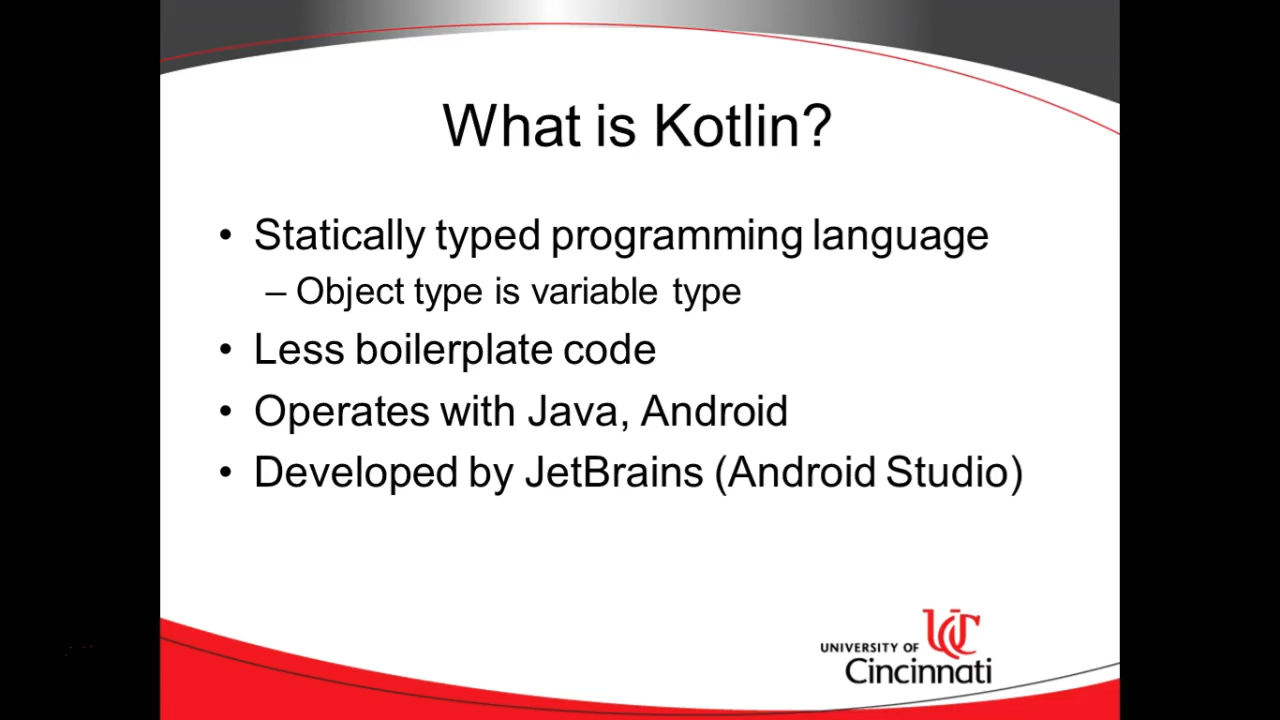 What is Kotlin?
• Statically typed programming language
– Object type is variable type
• Less boilerplate code
• Operates with Java, Android
• Developed by JetBrains (Android Studio)
UC
UNIVERSITY OF
Cincinnati